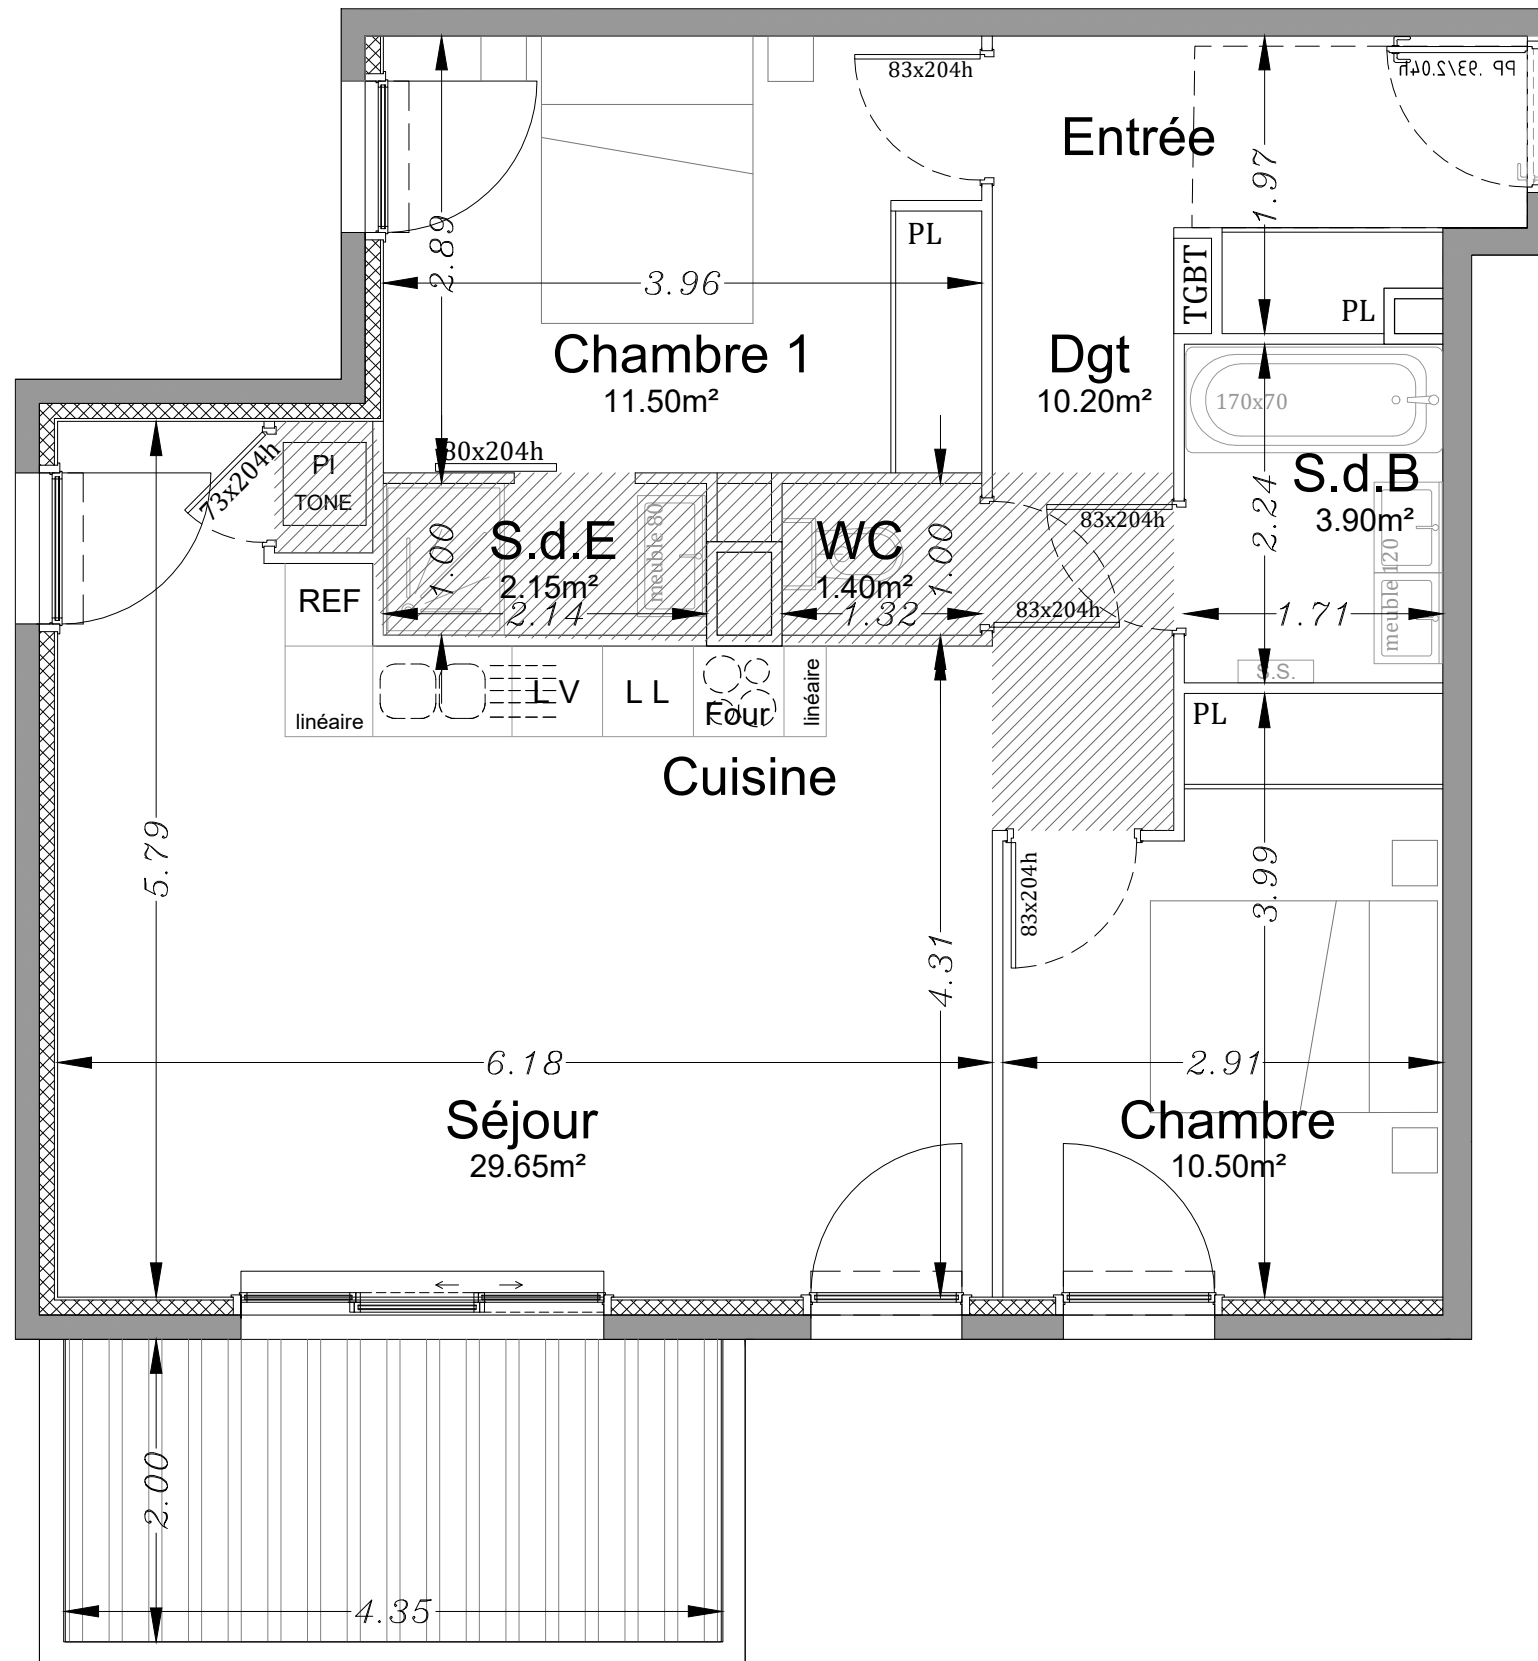 83x204h
PP .93/2.04h
Entrée
1.97
2.89
PL
3.96
TGBT
PL
Chambre 1
11.50m²
Dgt
10.20m²
170x70
80x204h
73x204h
PI
TONE
S.d.B
3.90m²
2.24
83x204h
meuble 120
1.00
S.d.E
2.15m²
2.14
meuble 80
WC
1.40m²
1.32
1.00
83x204h
1.71
REF
S.S.
linéaire
LV
LL
Four
linéaire
PL
Cuisine
5.79
83x204h
3.99
4.31
6.18
2.91
Séjour
29.65m²
Chambre
10.50m²
2.00
4.35